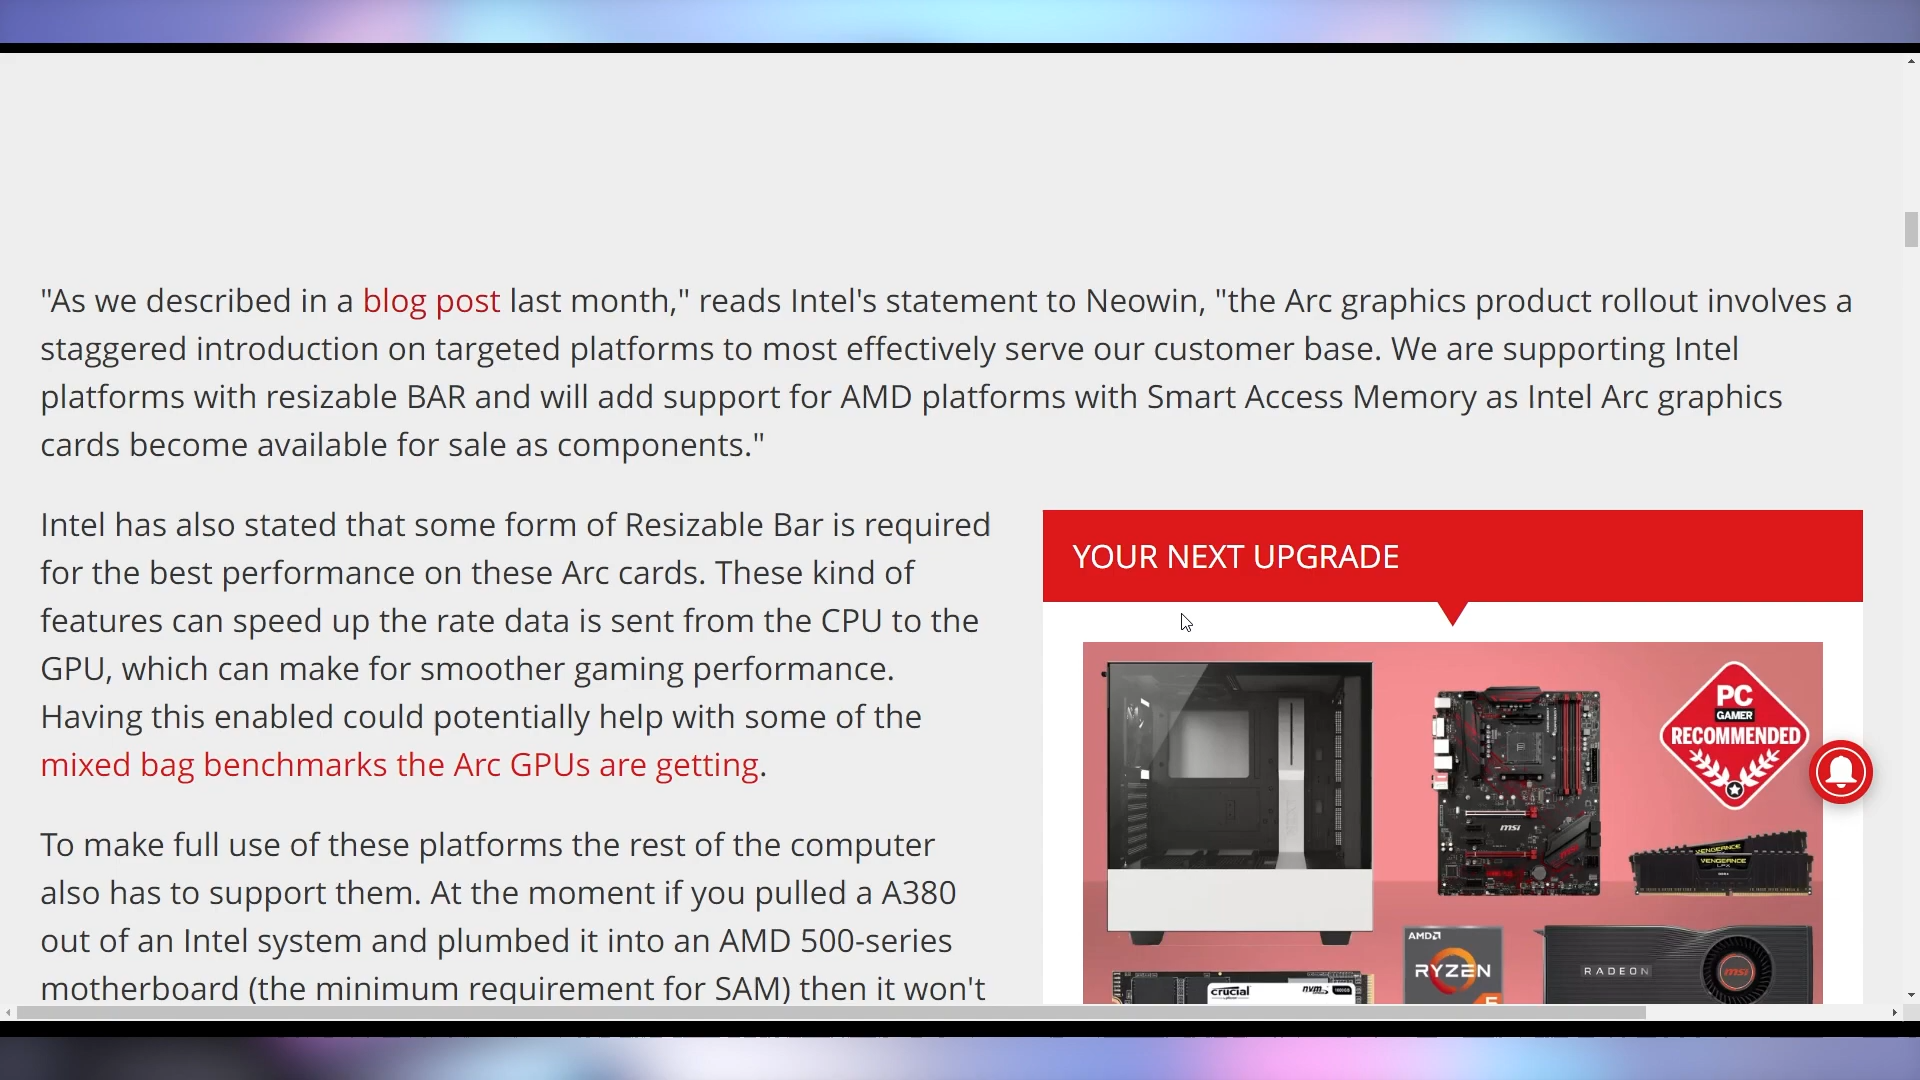 "As we described in a blog post last month," reads Intel's statement to Neowin, "the Arc graphics product rollout involves a
staggered introduction on targeted platforms to most effectively serve our customer base. We are supporting Intel
platforms with resizable BAR and will add support for AMD platforms with Smart Access Memory as Intel Arc graphics
cards become available for sale as components."
Intel has also stated that some form of Resizable Bar is required
for the best performance on these Arc cards. These kind of
features can speed up the rate data is sent from the CPU to the
GPU, which can make for smoother gaming performance.
Having this enabled could potentially help with some of the
mixed bag benchmarks the Arc GPUs are getting.
To make full use of these platforms the rest of the computer
also has to support them. At the moment if you pulled a A380
out of an Intel system and plumbed it into an AMD 500-series
motherboard (the minimum requirement for SAM) then it won't
YOUR NEXT UPGRADE
PC
GAMER
RECOMMENDED
msi
VENGEANCE
VENGEANCE
LPX
AMD
RYZEN
5
RADEON
msi
crucial
nvme